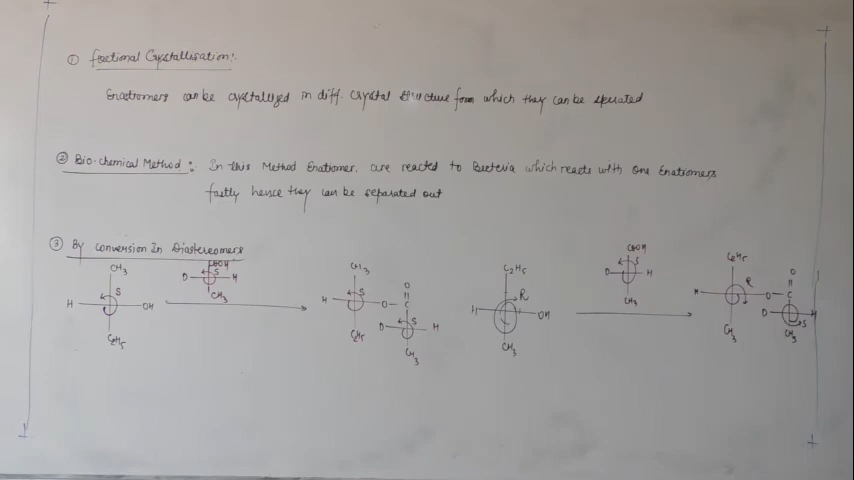 ① Fractional Crystallisation:
Enantiomers can be crystallized in diff. crystal structure form which they can be sperated
② Bio-chemical Method: In this Method Enatiomer, are reacted to Bacteria which reacts with one Enatiomers
fastly hence they can be separated out
③ By Conversion In Diastereomers
CH3 COOH CH3 O C2H5 COOH C2H5 O
S D S H S R D S H R
H OH CH3 H O C H OH CH3 H O C
C2H5 C2H5 D S H CH3 CH3 D S H
CH3 CH3